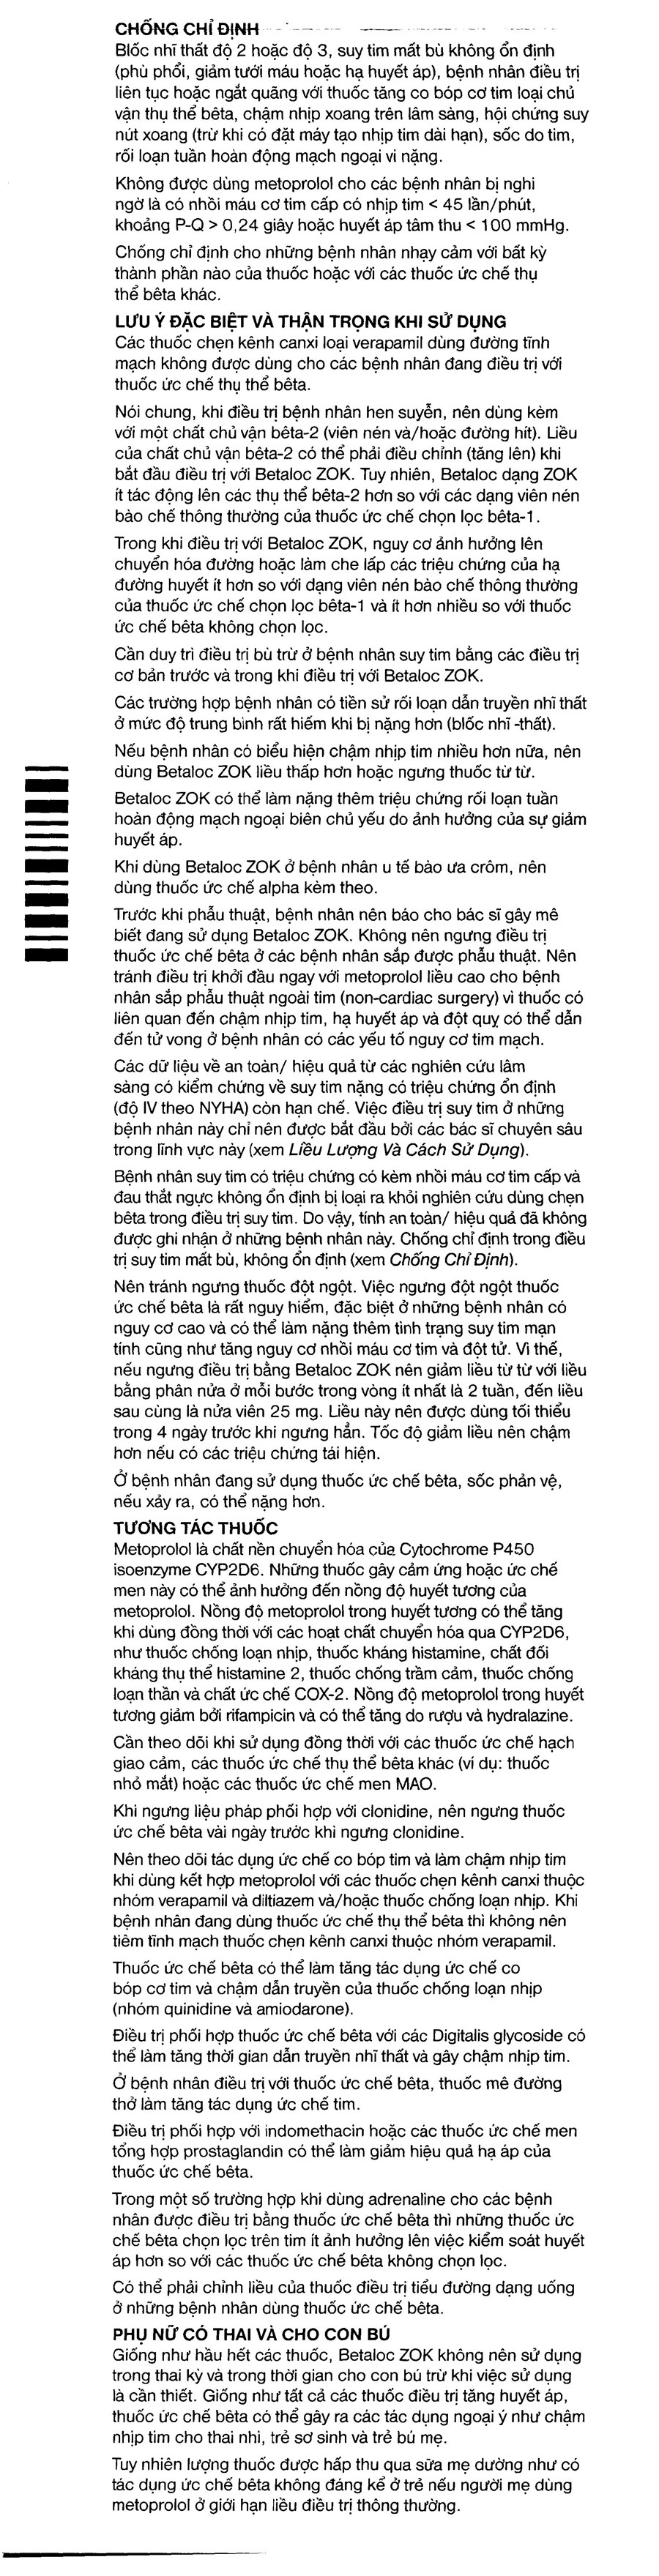 CHỐNG CHỈ ĐỊNH
Blốc nhĩ thất độ 2 hoặc độ 3, suy tim mất bù không ổn định
(phù phổi, giảm tưới máu hoặc hạ huyết áp), bệnh nhân điều trị
liên tục hoặc ngắt quãng với thuốc tăng co bóp cơ tim loại chủ
vận thụ thể bêta, chậm nhịp xoang trên lâm sàng, hội chứng suy
nút xoang (trừ khi có đặt máy tạo nhịp tim dài hạn), sốc do tim,
rối loạn tuần hoàn động mạch ngoại vi nặng.
Không được dùng metoprolol cho các bệnh nhân bị nghi
ngờ là có nhồi máu cơ tim cấp có nhịp tim < 45 lần/phút,
khoảng P-Q > 0,24 giây hoặc huyết áp tâm thu < 100 mmHg.
Chống chỉ định cho những bệnh nhân nhạy cảm với bất kỳ
thành phần nào của thuốc hoặc với các thuốc ức chế thụ
thể bêta khác.
LƯU Ý ĐẶC BIỆT VÀ THẬN TRỌNG KHI SỬ DỤNG
Các thuốc chẹn kênh canxi loại verapamil dùng đường tĩnh
mạch không được dùng cho các bệnh nhân đang điều trị với
thuốc ức chế thụ thể bêta.
Nói chung, khi điều trị bệnh nhân hen suyễn, nên dùng kèm
với một chất chủ vận bêta-2 (viên nén và/hoặc đường hít). Liều
của chất chủ vận bêta-2 có thể phải điều chỉnh (tăng lên) khi
bắt đầu điều trị với Betaloc ZOK. Tuy nhiên, Betaloc dạng ZOK
ít tác động lên các thụ thể bêta-2 hơn so với các dạng viên nén
bào chế thông thường của thuốc ức chế chọn lọc bêta-1.
Trong khi điều trị với Betaloc ZOK, nguy cơ ảnh hưởng lên
chuyển hóa đường hoặc làm che lấp các triệu chứng của hạ
đường huyết ít hơn so với dạng viên nén bào chế thông thường
của thuốc ức chế chọn lọc bêta-1 và ít hơn nhiều so với thuốc
ức chế bêta không chọn lọc.
Cần duy trì điều trị bù trừ ở bệnh nhân suy tim bằng các điều trị
cơ bản trước và trong khi điều trị với Betaloc ZOK.
Các trường hợp bệnh nhân có tiền sử rối loạn dẫn truyền nhĩ thất
ở mức độ trung bình rất hiếm khi bị nặng hơn (blốc nhĩ -thất).
Nếu bệnh nhân có biểu hiện chậm nhịp tim nhiều hơn nữa, nên
dùng Betaloc ZOK liều thấp hơn hoặc ngưng thuốc từ từ.
Betaloc ZOK có thể làm nặng thêm triệu chứng rối loạn tuần
hoàn động mạch ngoại biên chủ yếu do ảnh hưởng của sự giảm
huyết áp.
Khi dùng Betaloc ZOK ở bệnh nhân u tế bào ưa crôm, nên
dùng thuốc ức chế alpha kèm theo.
Trước khi phẫu thuật, bệnh nhân nên báo cho bác sĩ gây mê
biết đang sử dụng Betaloc ZOK. Không nên ngưng điều trị
thuốc ức chế bêta ở các bệnh nhân sắp được phẫu thuật. Nên
tránh điều trị khởi đầu ngay với metoprolol liều cao cho bệnh
nhân sắp phẫu thuật ngoài tim (non-cardiac surgery) vì thuốc có
liên quan đến chậm nhịp tim, hạ huyết áp và đột quỵ có thể dẫn
đến tử vong ở bệnh nhân có các yếu tố nguy cơ tim mạch.
Các dữ liệu về an toàn/ hiệu quả từ các nghiên cứu lâm
sàng có kiểm chứng về suy tim nặng có triệu chứng ổn định
(độ IV theo NYHA) còn hạn chế. Việc điều trị suy tim ở những
bệnh nhân này chỉ nên được bắt đầu bởi các bác sĩ chuyên sâu
trong lĩnh vực này (xem Liều Lượng Và Cách Sử Dụng).
Bệnh nhân suy tim có triệu chứng có kèm nhồi máu cơ tim cấp và
đau thắt ngực không ổn định bị loại ra khỏi nghiên cứu dùng chẹn
bêta trong điều trị suy tim. Do vậy, tính an toàn/ hiệu quả đã không
được ghi nhận ở những bệnh nhân này. Chống chỉ định trong điều
trị suy tim mất bù, không ổn định (xem Chống Chỉ Định).
Nên tránh ngưng thuốc đột ngột. Việc ngưng đột ngột thuốc
ức chế bêta là rất nguy hiểm, đặc biệt ở những bệnh nhân có
nguy cơ cao và có thể làm nặng thêm tình trạng suy tim mạn
tính cũng như tăng nguy cơ nhồi máu cơ tim và đột tử. Vì thế,
nếu ngưng điều trị bằng Betaloc ZOK nên giảm liều từ từ với liều
bằng phân nửa ở mỗi bước trong vòng ít nhất là 2 tuần, đến liều
sau cùng là nửa viên 25 mg. Liều này nên được dùng tối thiểu
trong 4 ngày trước khi ngưng hẳn. Tốc độ giảm liều nên chậm
hơn nếu có các triệu chứng tái hiện.
Ở bệnh nhân đang sử dụng thuốc ức chế bêta, sốc phản vệ,
nếu xảy ra, có thể nặng hơn.
TƯƠNG TÁC THUỐC
Metoprolol là chất nền chuyển hóa của Cytochrome P450
isoenzyme CYP2D6. Những thuốc gây cảm ứng hoặc ức chế
men này có thể ảnh hưởng đến nồng độ huyết tương của
metoprolol. Nồng độ metoprolol trong huyết tương có thể tăng
khi dùng đồng thời với các hoạt chất chuyển hóa qua CYP2D6,
như thuốc chống loạn nhịp, thuốc kháng histamine, chất đối
kháng thụ thể histamine 2, thuốc chống trầm cảm, thuốc chống
loạn thần và chất ức chế COX-2. Nồng độ metoprolol trong huyết
tương giảm bởi rifampicin và có thể tăng do rượu và hydralazine.
Cần theo dõi khi sử dụng đồng thời với các thuốc ức chế hạch
giao cảm, các thuốc ức chế thụ thể bêta khác (ví dụ: thuốc
nhỏ mắt) hoặc các thuốc ức chế men MAO.
Khi ngưng liệu pháp phối hợp với clonidine, nên ngưng thuốc
ức chế bêta vài ngày trước khi ngưng clonidine.
Nên theo dõi tác dụng ức chế co bóp tim và làm chậm nhịp tim
khi dùng kết hợp metoprolol với các thuốc chẹn kênh canxi thuộc
nhóm verapamil và diltiazem và/hoặc thuốc chống loạn nhịp. Khi
bệnh nhân đang dùng thuốc ức chế thụ thể bêta thì không nên
tiêm tĩnh mạch thuốc chẹn kênh canxi thuộc nhóm verapamil.
Thuốc ức chế bêta có thể làm tăng tác dụng ức chế co
bóp cơ tim và chậm dẫn truyền của thuốc chống loạn nhịp
(nhóm quinidine và amiodarone).
Điều trị phối hợp thuốc ức chế bêta với các Digitalis glycoside có
thể làm tăng thời gian dẫn truyền nhĩ thất và gây chậm nhịp tim.
Ở bệnh nhân điều trị với thuốc ức chế bêta, thuốc mê đường
thở làm tăng tác dụng ức chế tim.
Điều trị phối hợp với indomethacin hoặc các thuốc ức chế men
tổng hợp prostaglandin có thể làm giảm hiệu quả hạ áp của
thuốc ức chế bêta.
Trong một số trường hợp khi dùng adrenaline cho các bệnh
nhân được điều trị bằng thuốc ức chế bêta thì những thuốc ức
chế bêta chọn lọc trên tim ít ảnh hưởng lên việc kiểm soát huyết
áp hơn so với các thuốc ức chế bêta không chọn lọc.
Có thể phải chỉnh liều của thuốc điều trị tiểu đường dạng uống
ở những bệnh nhân dùng thuốc ức chế bêta.
PHỤ NỮ CÓ THAI VÀ CHO CON BÚ
Giống như hầu hết các thuốc, Betaloc ZOK không nên sử dụng
trong thai kỳ và trong thời gian cho con bú trừ khi việc sử dụng
là cần thiết. Giống như tất cả các thuốc điều trị tăng huyết áp,
thuốc ức chế bêta có thể gây ra các tác dụng ngoại ý như chậm
nhịp tim cho thai nhi, trẻ sơ sinh và trẻ bú mẹ.
Tuy nhiên lượng thuốc được hấp thu qua sữa mẹ dường như có
tác dụng ức chế bêta không đáng kể ở trẻ nếu người mẹ dùng
metoprolol ở giới hạn liều điều trị thông thường.